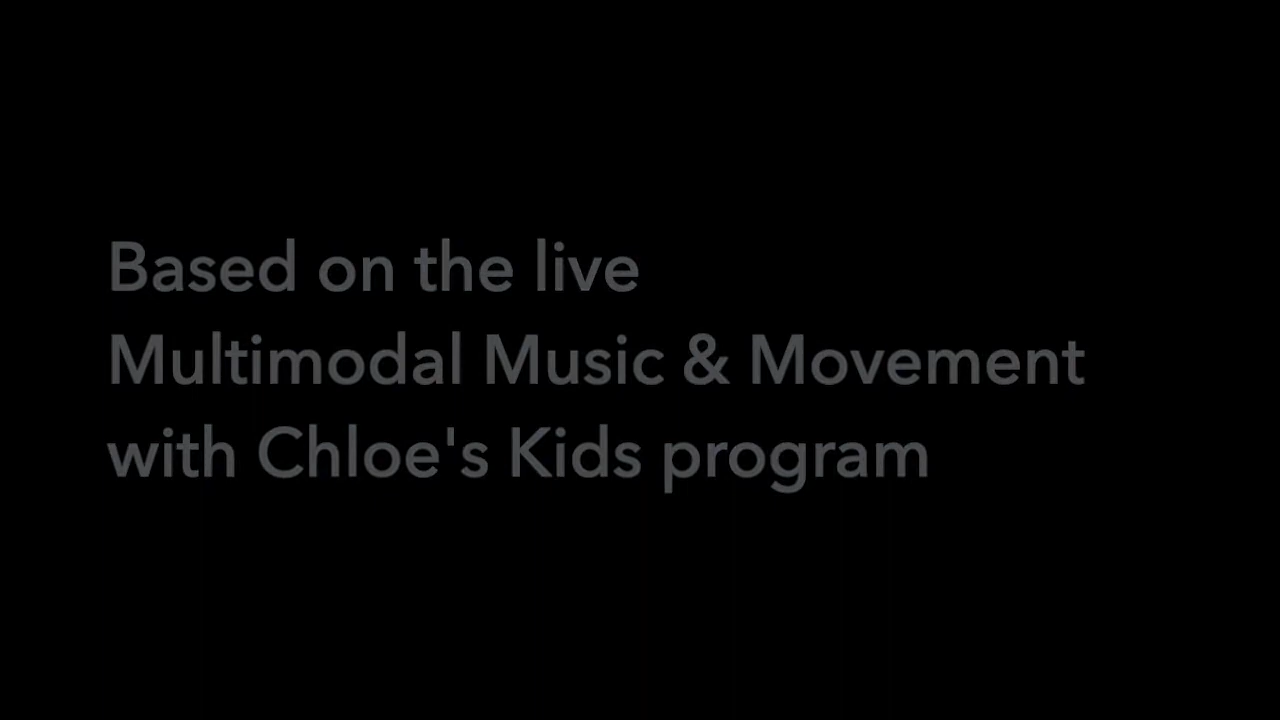 Based on the live
Multimodal Music & Movement
with Chloe's Kids program